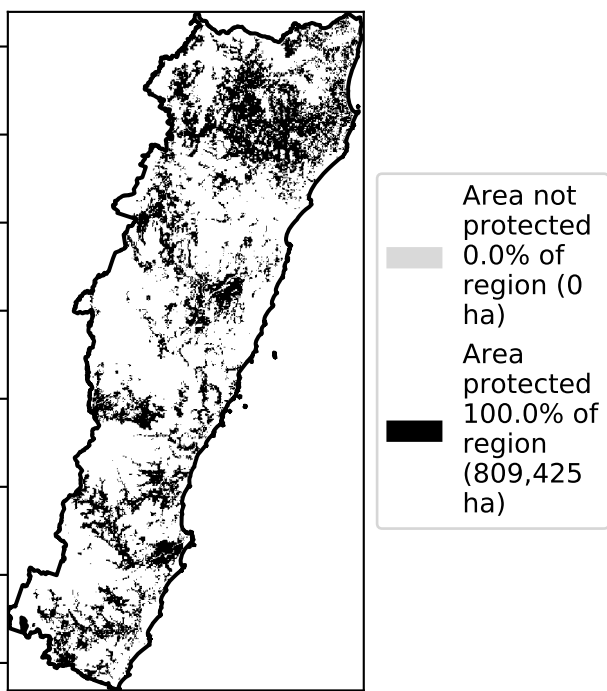 Area not
protected
0.0% of
region (0
ha)
Area
protected
100.0% of
region
(809,425
ha)